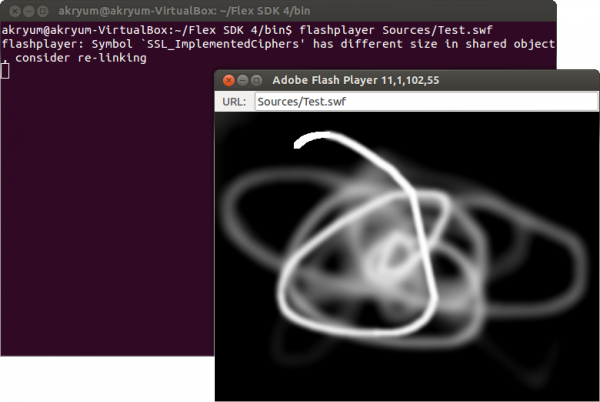 akryum@akryum-VirtualBox: ~/Flex SDK 4/bin
akryum@akryum-VirtualBox:~/Flex SDK 4/bin$ flashplayer Sources/Test.swf
flashplayer: Symbol `SSL_ImplementedCiphers' has different size in shared object
, consider re-linking
Adobe Flash Player 11,1,102,55
URL: Sources/Test.swf